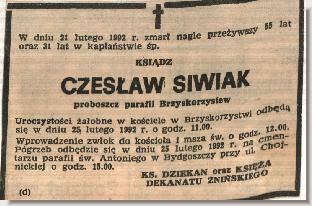 W dniu 21 lutego 1992 r. zmarł nagle przeżywszy 55 lat
oraz 31 lat w kapłaństwie śp.
KSIĄDZ
CZESŁAW SIWIAK
proboszcz parafii Brzyskorzystew
Uroczystości żałobne w kościele w Brzyskorzystwi odbędą
się w dniu 25 lutego 1992 r. o godz. 11.00.
Wprowadzenie zwłok do kościoła i msza św. o godz. 12.00.
Pogrzeb odbędzie się w dniu 25 lutego 1992 r. na cmen-
tarzu parafii św. Antoniego w Bydgoszczy przy ul. Choj-
nickiej o godz. 15.00.
KS. DZIEKAN oraz KSIĘŻA
DEKANATU ŻNIŃSKIEGO
(d)